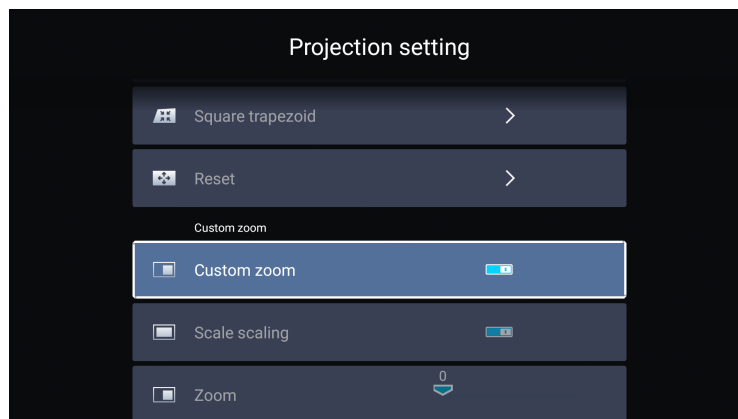 Projection setting
Square trapezoid
Reset
Custom zoom
Custom zoom
Scale scaling
0
Zoom